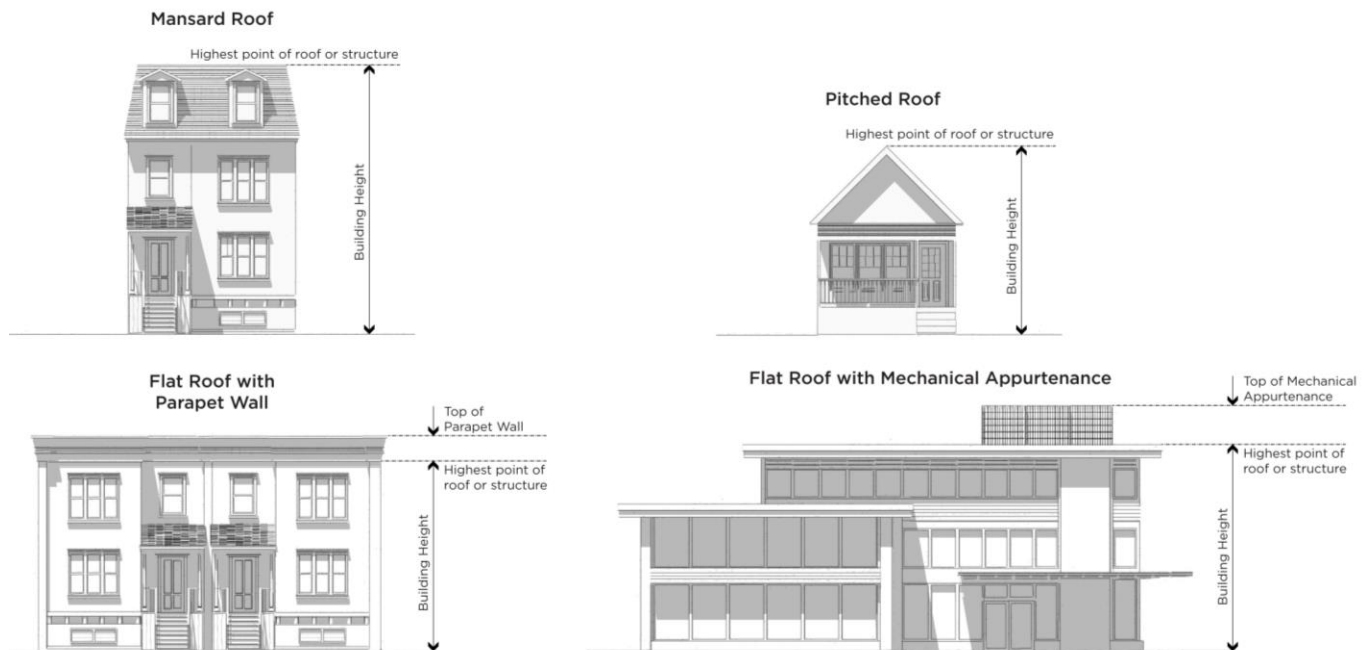 Mansard Roof
Highest point of roof or structure
Building Height
Pitched Roof
Highest point of roof or structure
Building Height
Flat Roof with
Parapet Wall
Top of
Parapet Wall
Highest point of
roof or structure
Building Height
Flat Roof with Mechanical Appurtenance
Top of Mechanical
Appurtenance
Highest point of
roof or structure
Building Height